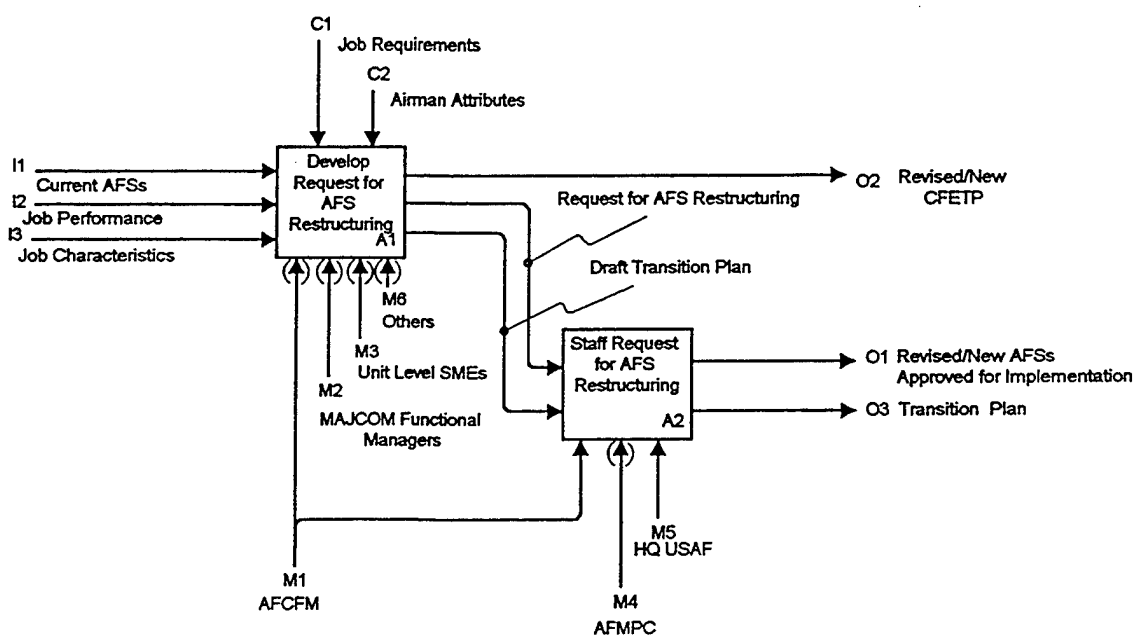 C1
Job Requirements
C2
Airman Attributes
I1
Current AFSs
I2
Job Performance
I3
Job Characteristics
Develop
Request for
AFS
Restructuring
A1
O2 Revised/New
CFETP
Request for AFS Restructuring
Draft Transition Plan
M6
Others
M3
Unit Level SMEs
M2
MAJCOM Functional
Managers
Staff Request
for AFS
Restructuring
A2
O1 Revised/New AFSs
Approved for Implementation
O3 Transition Plan
M5
HQ USAF
M1
AFCFM
M4
AFMPC